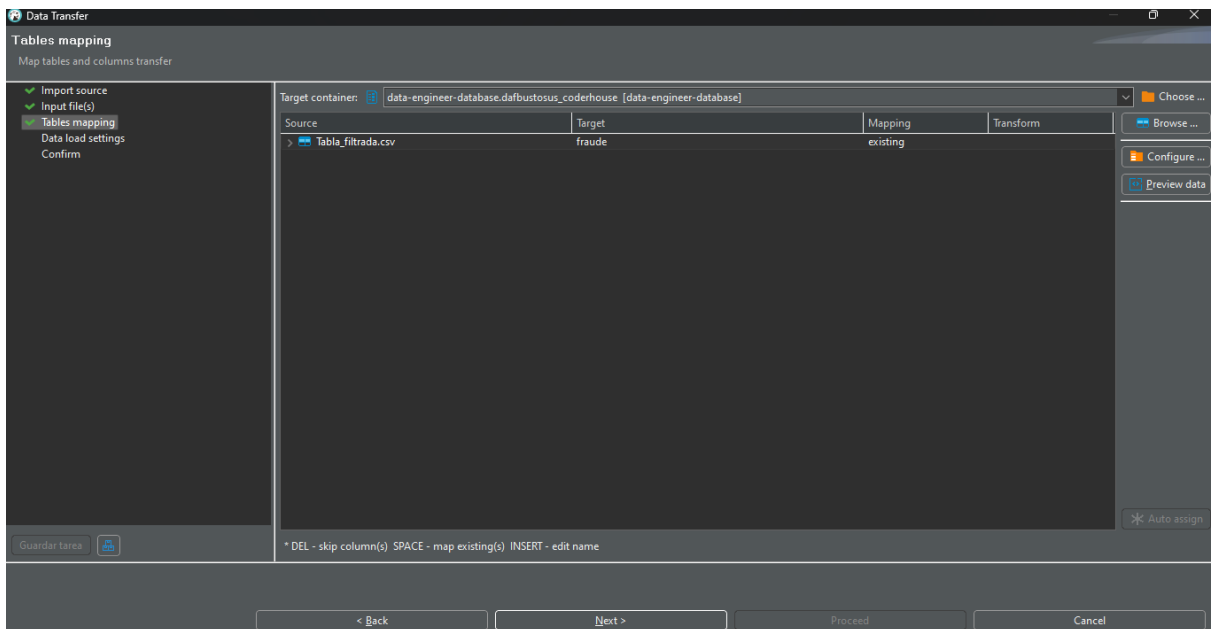 Data Transfer
Tables mapping
Map tables and columns transfer
Import source
Input file(s)
Tables mapping
Data load settings
Confirm
Target container: data-engineer-database.dafbustosus_coderhouse [data-engineer-database] Choose ...
Source Target Mapping Transform Browse ...
Tabla_filtrada.csv fraude existing
Configure ...
Preview data
Auto assign
Guardar tarea
* DEL - skip column(s) SPACE - map existing(s) INSERT - edit name
< Back Next > Proceed Cancel